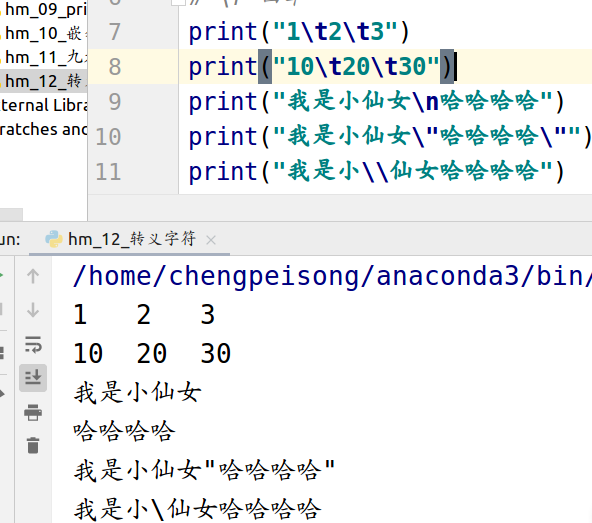 hm_09_pri
hm_10_嵌
hm_11_九
hm_12_转
ternal Libra
ratches and
7 print("1\t2\t3")
8 print("10\t20\t30")
9 print("我是小仙女\n哈哈哈哈")
10 print("我是小仙女\"哈哈哈哈\"")
11 print("我是小\\仙女哈哈哈哈")
un: hm_12_转义字符 ×
/home/chengpeisong/anaconda3/bin/
1 2 3
10 20 30
我是小仙女
哈哈哈哈
我是小仙女"哈哈哈哈"
我是小\仙女哈哈哈哈